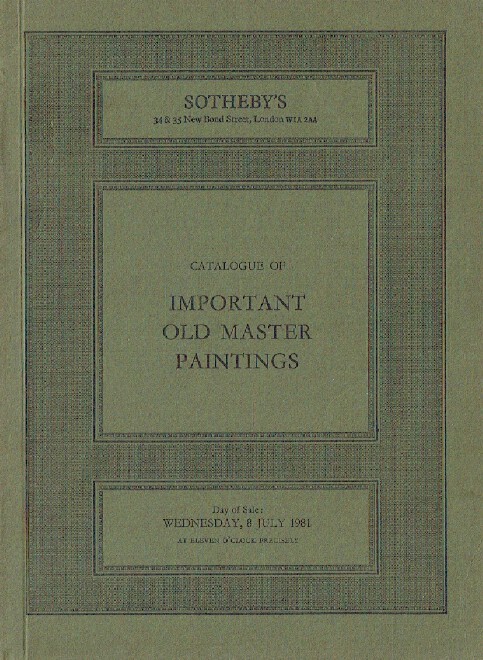 SOTHEBY'S
34 & 35 New Bond Street, London W1A 2AA
CATALOGUE OF
IMPORTANT
OLD MASTER
PAINTINGS
Day of Sale:
WEDNESDAY, 8 JULY 1981
AT ELEVEN O'CLOCK PRECISELY